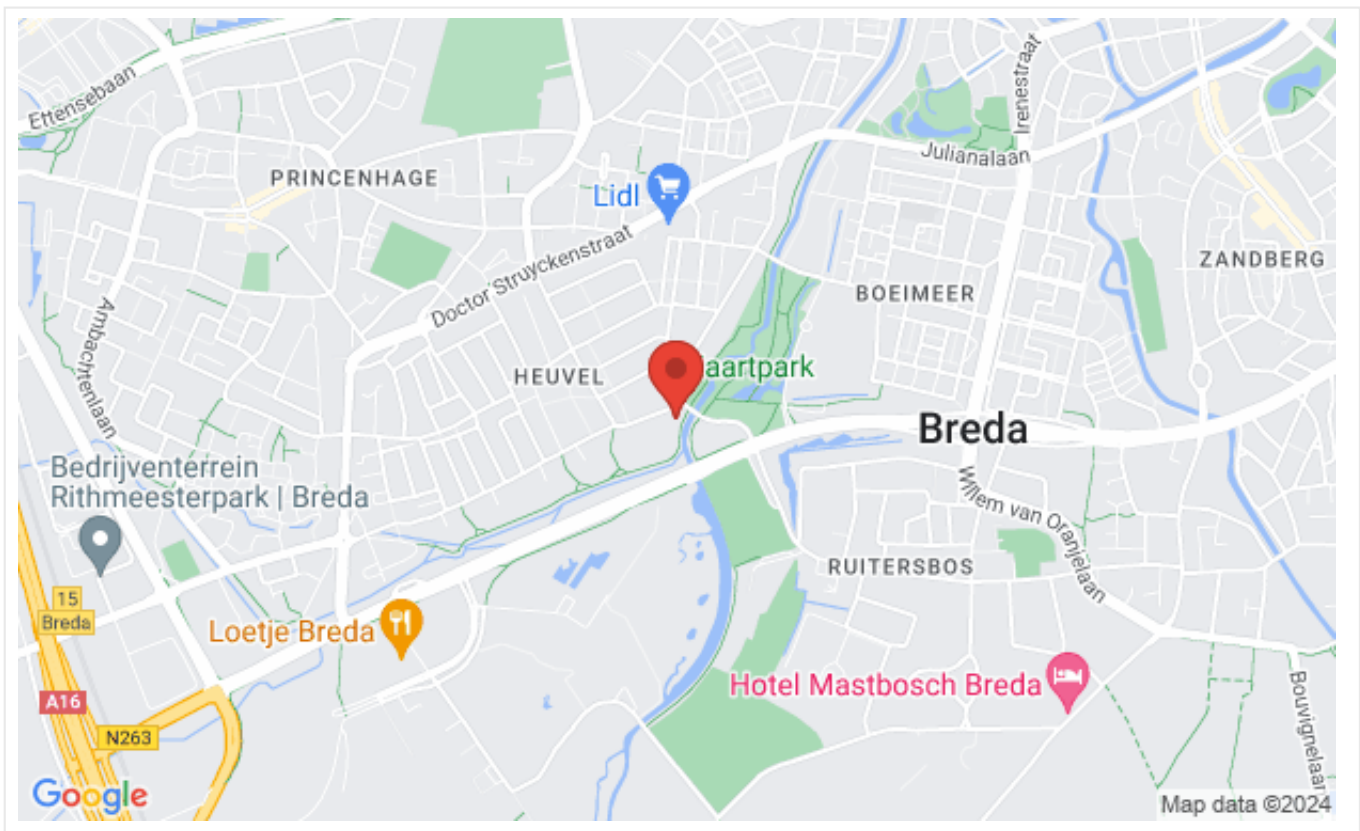 Ettensebaan
Irenestraat
Julianalaan
PRINCENHAGE
Lidl
Doctor Struyckenstraat
ZANDBERG
BOEIMEER
Ambachtenlaan
HEUVEL
aartpark
Breda
Bedrijventerrein
Rithmeesterpark | Breda
Willem van Oranjelaan
RUITERSBOS
15
Breda
Loetje Breda
Hotel Mastbosch Breda
A16
N263
Bouvignelaan
Google
Map data ©2024